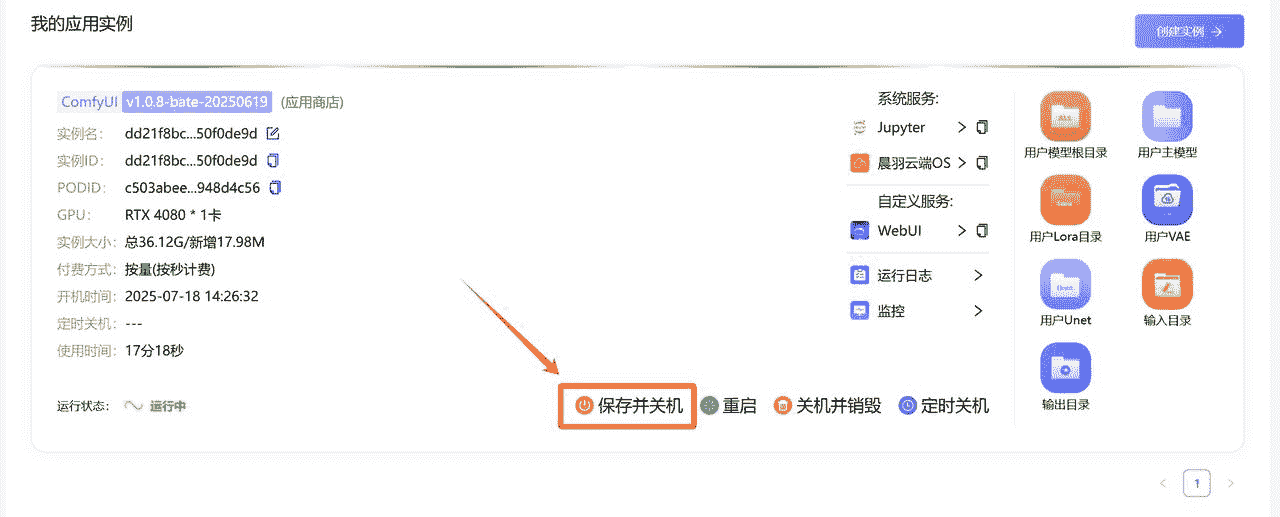 我的应用实例
创建实例 →
ComfyUI v1.0.8-bate-20250619 (应用商店)
实例名: dd21f8bc...50f0de9d
实例ID: dd21f8bc...50f0de9d
PODID: c503abee...948d4c56
GPU: RTX 4080 * 1卡
实例大小: 总36.12G/新增17.98M
付费方式: 按量(按秒计费)
开机时间: 2025-07-18 14:26:32
定时关机: ---
使用时间: 17分18秒
运行状态: 运行中
保存并关机 重启 关机并销毁 定时关机
系统服务:
Jupyter
晨羽云端OS
自定义服务:
WebUI
运行日志
监控
用户模型根目录 用户主模型
用户Lora目录 用户VAE
用户Unet 输入目录
输出目录
1